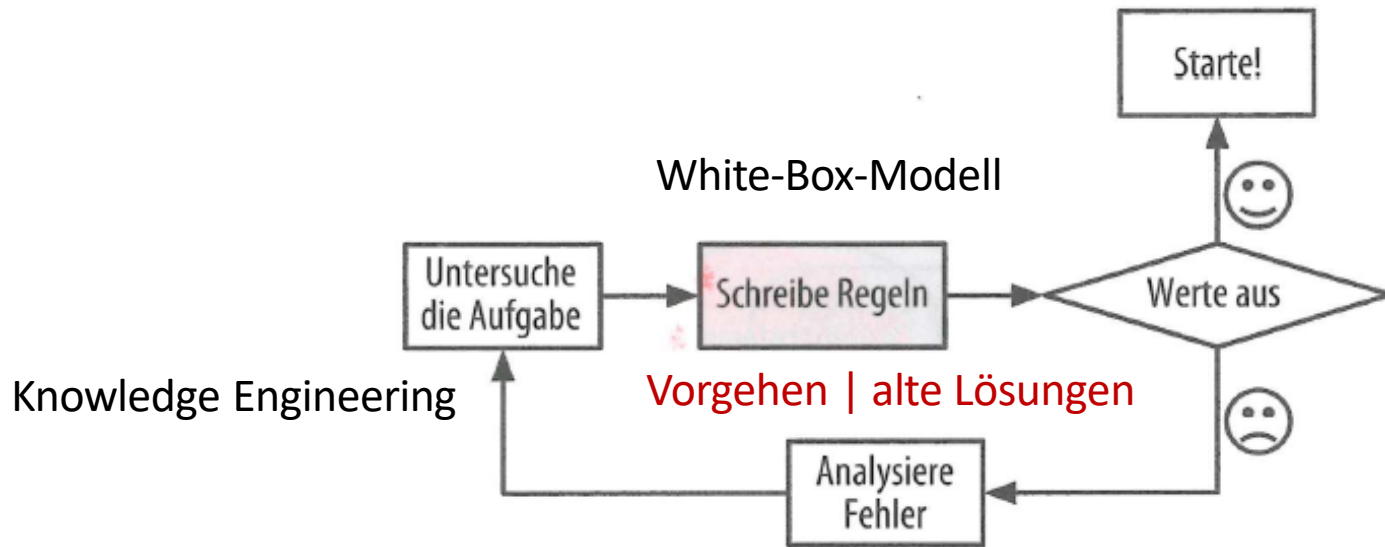 Starte!
White-Box-Modell
Untersuche
die Aufgabe
Schreibe Regeln
Werte aus
Knowledge Engineering
Vorgehen | alte Lösungen
Analysiere
Fehler